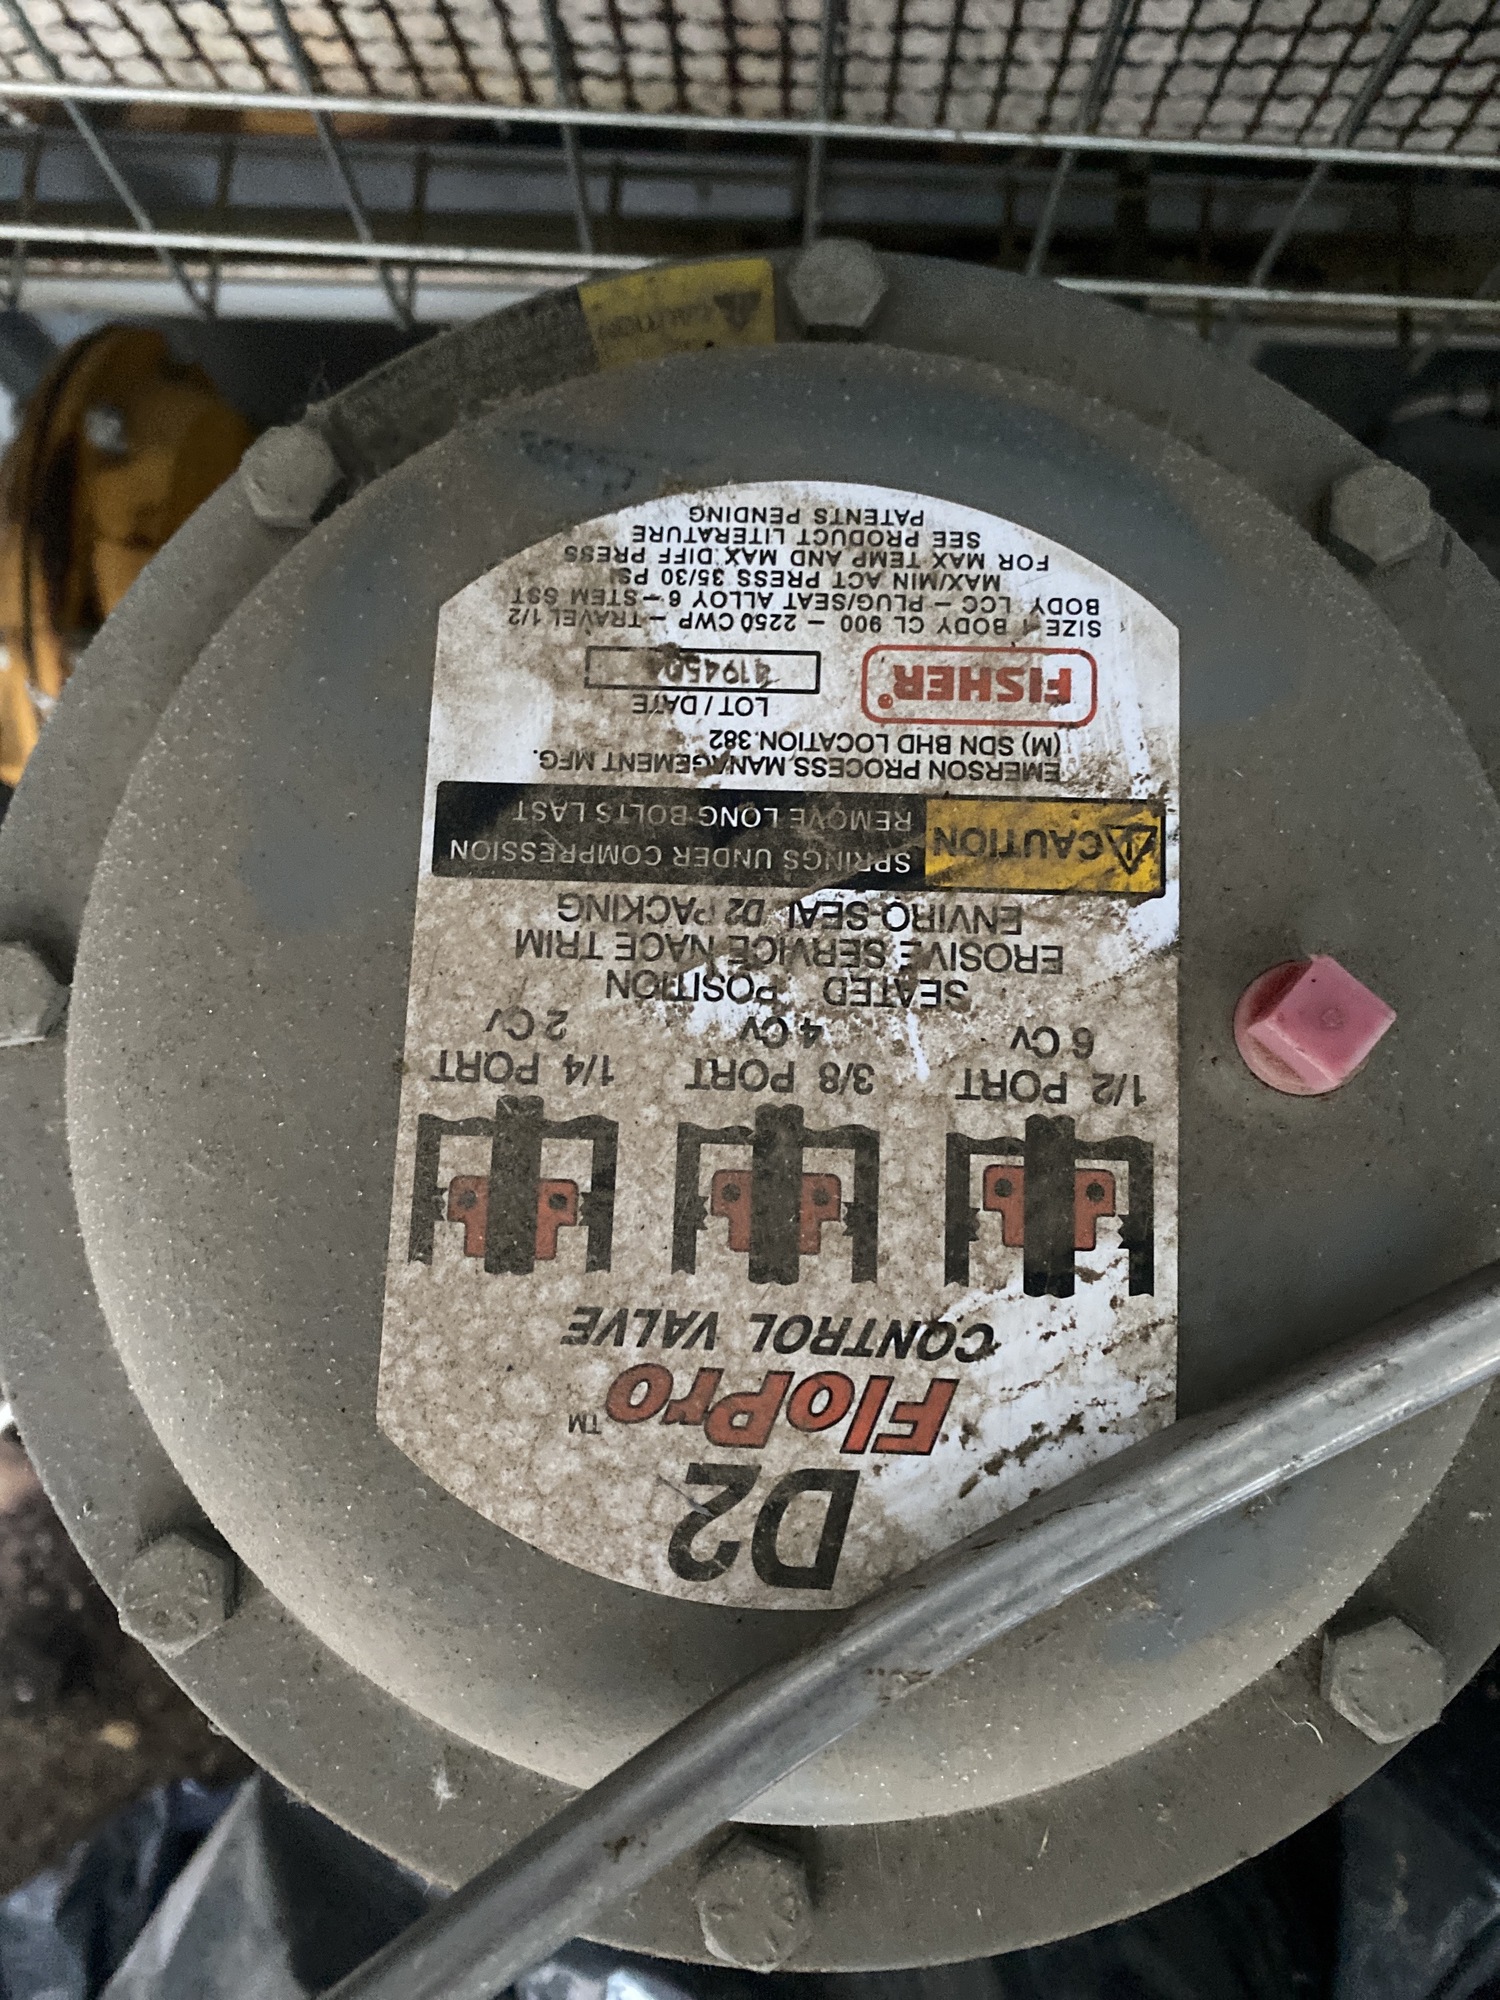 D2
FloPro™
CONTROL VALVE
1/2 PORT 3/8 PORT 1/4 PORT
6 Cv 4 Cv 2 Cv
SEATED POSITION
EROSIVE SERVICE NACE TRIM
ENVIRO-SEAL D2 PACKING
CAUTION
SPRINGS UNDER COMPRESSION
REMOVE LONG BOLTS LAST
EMERSON PROCESS MANAGEMENT MFG.
(M) SDN BHD LOCATION.382
FISHER®
LOT / DATE
SIZE 1 BODY CL 900 – 2250 CWP – TRAVEL 1/2
BODY LCC – PLUG/SEAT ALLOY 6 – STEM SST
MAX/MIN ACT PRESS 35/30 PSI
FOR MAX TEMP AND MAX DIFF PRESS
SEE PRODUCT LITERATURE
PATENTS PENDING
CAUTION